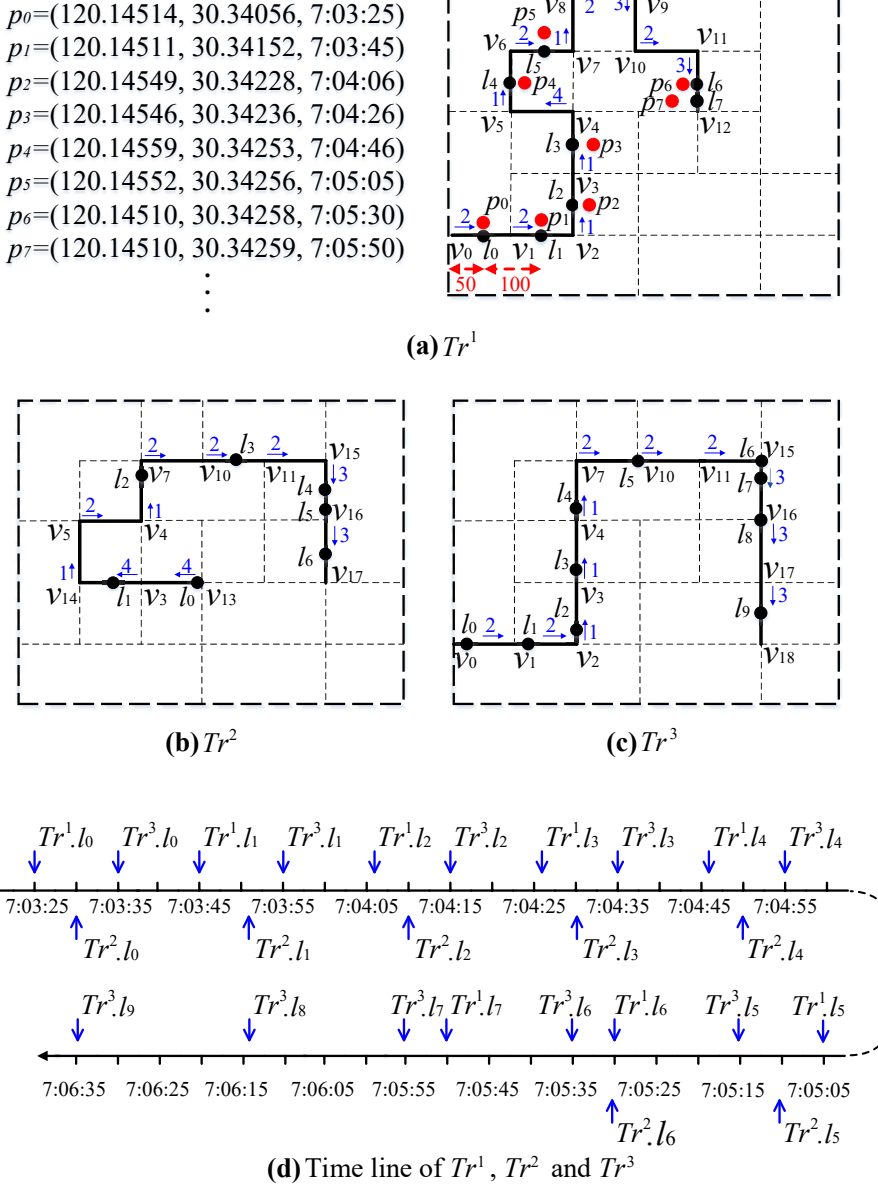 p0=(120.14514, 30.34056, 7:03:25)
p1=(120.14511, 30.34152, 7:03:45)
p2=(120.14549, 30.34228, 7:04:06)
p3=(120.14546, 30.34236, 7:04:26)
p4=(120.14559, 30.34253, 7:04:46)
p5=(120.14552, 30.34256, 7:05:05)
p6=(120.14510, 30.34258, 7:05:30)
p7=(120.14510, 30.34259, 7:05:50)
⋮
p5 v8 2 3 v9
v6 2 1 2 v11
l5 v7 v10
l4 p4 3 p6 l6
1 4 p7 l7
v5 v4 v12
l3 p3
1
l2 v3
p0 p2
2 2 p1 1
v0 l0 v1 l1 v2
50 100
(a) Tr1
2 2 l3 2 v15
l2 v7 v10 v11 3
l4
2 1 l5 v16
v5 v4 3
l6
1 4 4
v14 l1 v3 l0 v13 v17
2 2 2 l6 v15
v7 l5 v10 v11 l7 3
l4 1 v16
v4 l8 3
l3 1
v3 v17
l2 3
l0 2 l1 2 1 l9
v0 v1 v2 v18
(b) Tr2
(c) Tr3
Tr1.l0 Tr3.l0 Tr1.l1 Tr3.l1 Tr1.l2 Tr3.l2 Tr1.l3 Tr3.l3 Tr1.l4 Tr3.l4
7:03:25 7:03:35 7:03:45 7:03:55 7:04:05 7:04:15 7:04:25 7:04:35 7:04:45 7:04:55
Tr2.l0 Tr2.l1 Tr2.l2 Tr2.l3 Tr2.l4
Tr3.l9 Tr3.l8 Tr3.l7 Tr1.l7 Tr3.l6 Tr1.l6 Tr3.l5 Tr1.l5
7:06:35 7:06:25 7:06:15 7:06:05 7:05:55 7:05:45 7:05:35 7:05:25 7:05:15 7:05:05
Tr2.l6 Tr2.l5
(d) Time line of Tr1, Tr2 and Tr3